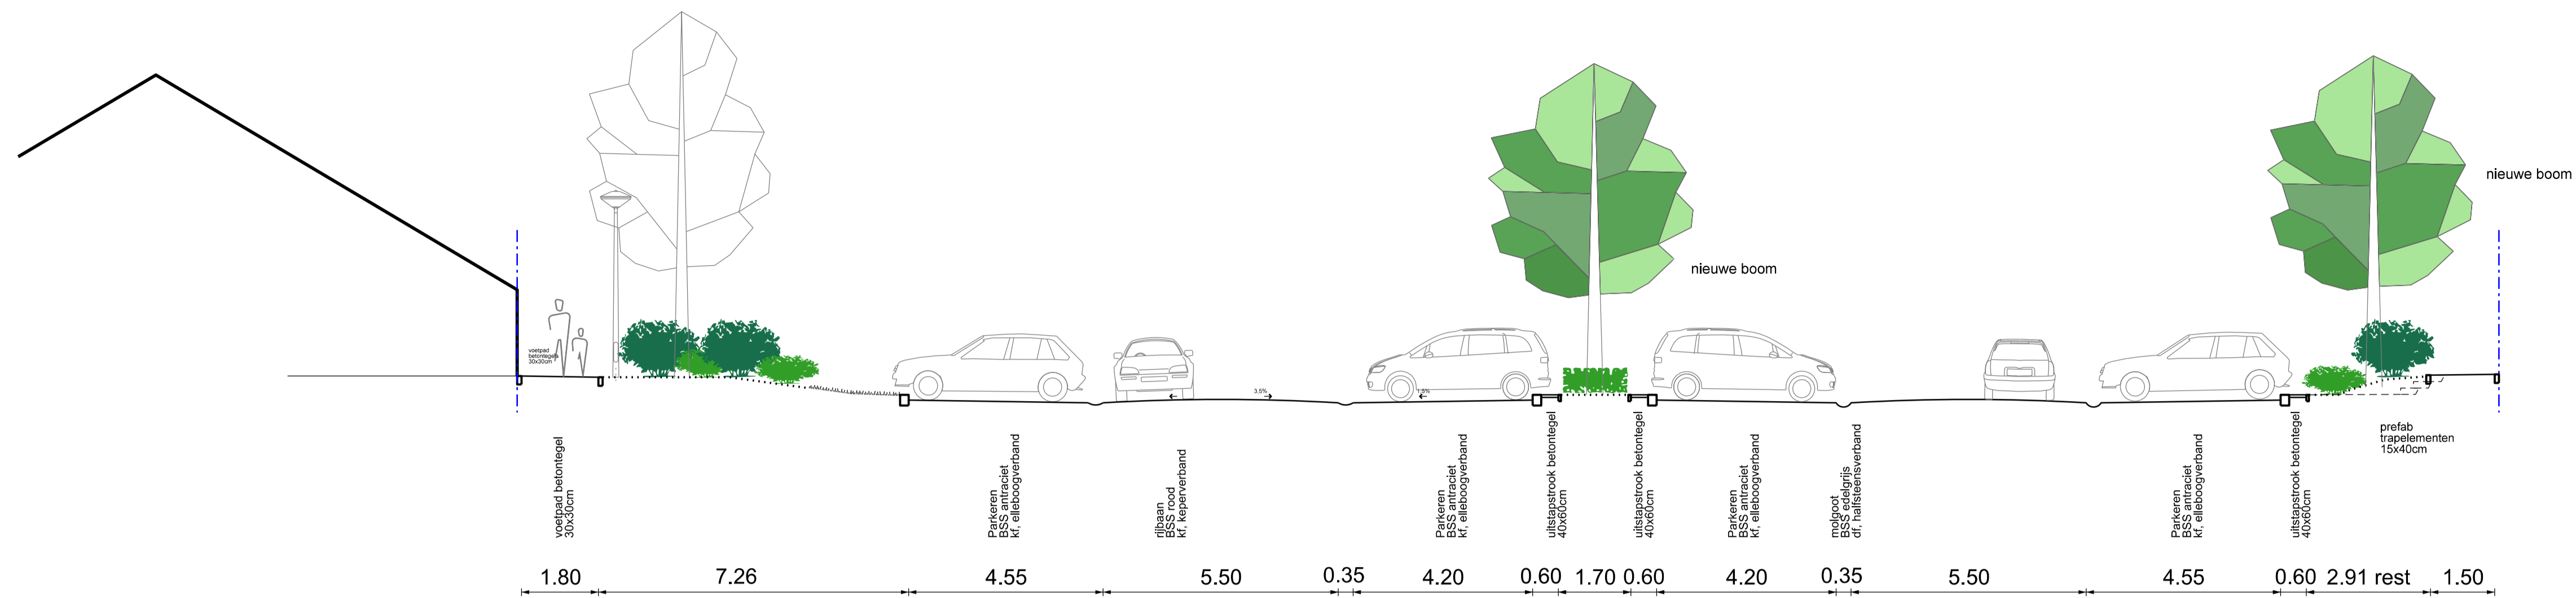 nieuwe boom
nieuwe boom
voetpad
betontegels
30x30cm
3,5%
1,5%
voetpad betontegel
30x30cm
Parkeren
BSS antraciet
kf, elleboogverband
rijbaan
BSS rood
kf, keperverband
Parkeren
BSS antraciet
kf, elleboogverband
uitstapstrook betontegel
40x60cm
uitstapstrook betontegel
40x60cm
Parkeren
BSS antraciet
kf, elleboogverband
molgoot
BSS edelgrijs
df, halfsteensverband
Parkeren
BSS antraciet
kf, elleboogverband
uitstapstrook betontegel
40x60cm
prefab
trapelementen
15x40cm
1.80 7.26 4.55 5.50 0.35 4.20 0.60 1.70 0.60 4.20 0.35 5.50 4.55 0.60 2.91 rest 1.50